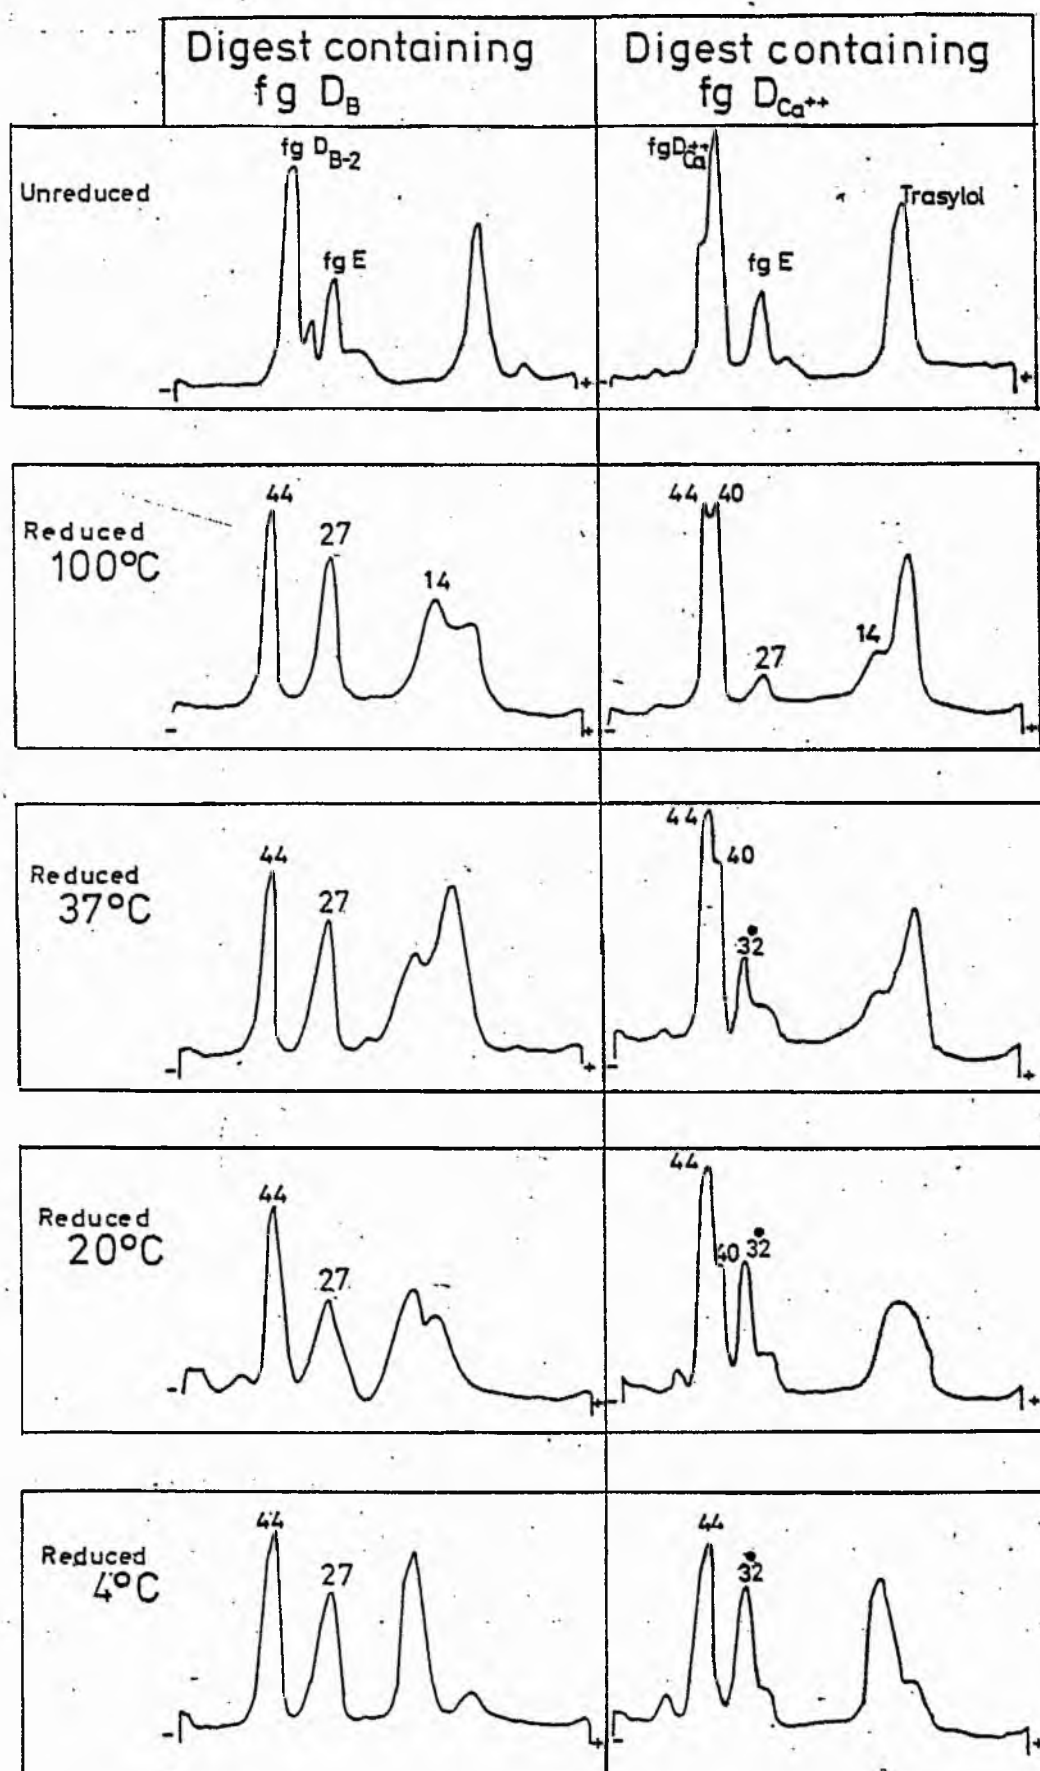 Digest containing
fg D_B
Digest containing
fg D_Ca++
Unreduced
fg D_B-2
fg E
- +
fgD_Ca++
fg E
Trasylol
- +
Reduced
100°C
44
27
14
- +
44 40
27
14
- +
Reduced
37°C
44
27
- +
44
40
32•
- +
Reduced
20°C
44
27
- +
44
40 32•
- +
Reduced
4°C
44
27
- +
44
32•
- +